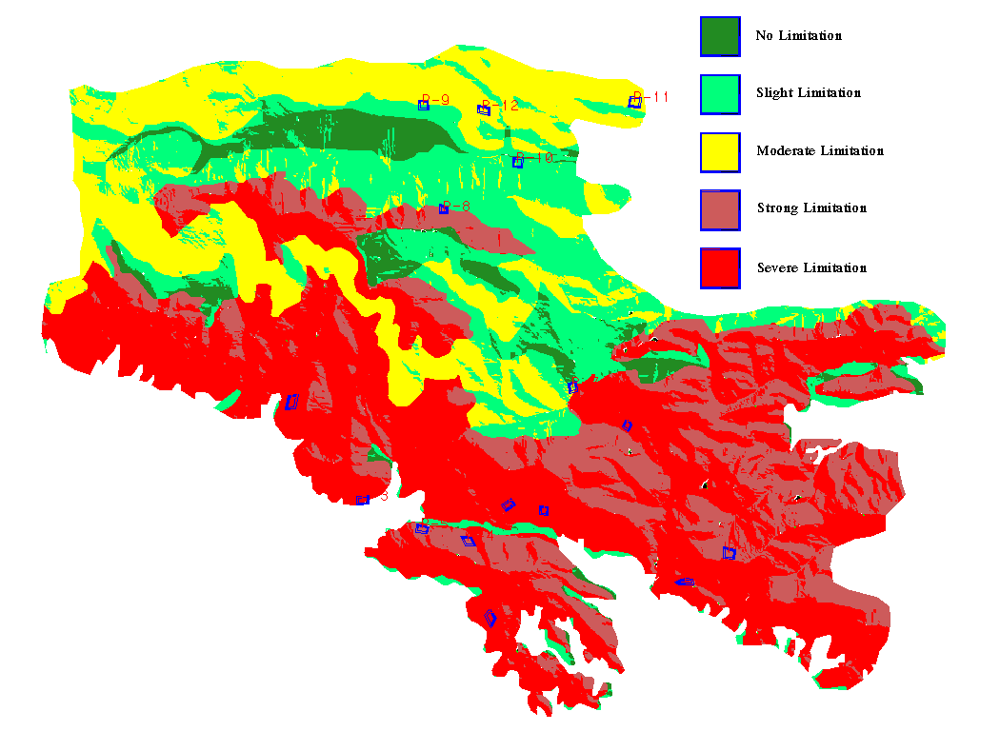 No Limitation
Slight Limitation
Moderate Limitation
Strong Limitation
Severe Limitation
P-9
P-12
P-11
P-10
P-8